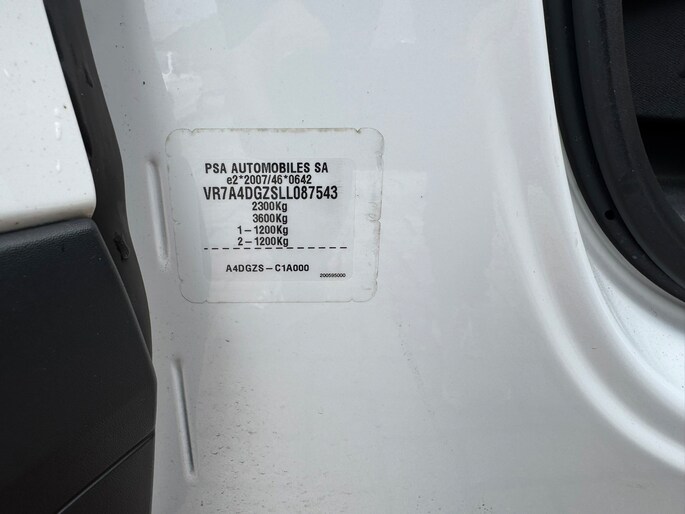 PSA AUTOMOBILES SA
e2*2007/46*0642
VR7A4DGZSLL087543
2300Kg
3600Kg
1-1200Kg
2-1200Kg
A4DGZS-C1A000
200595000